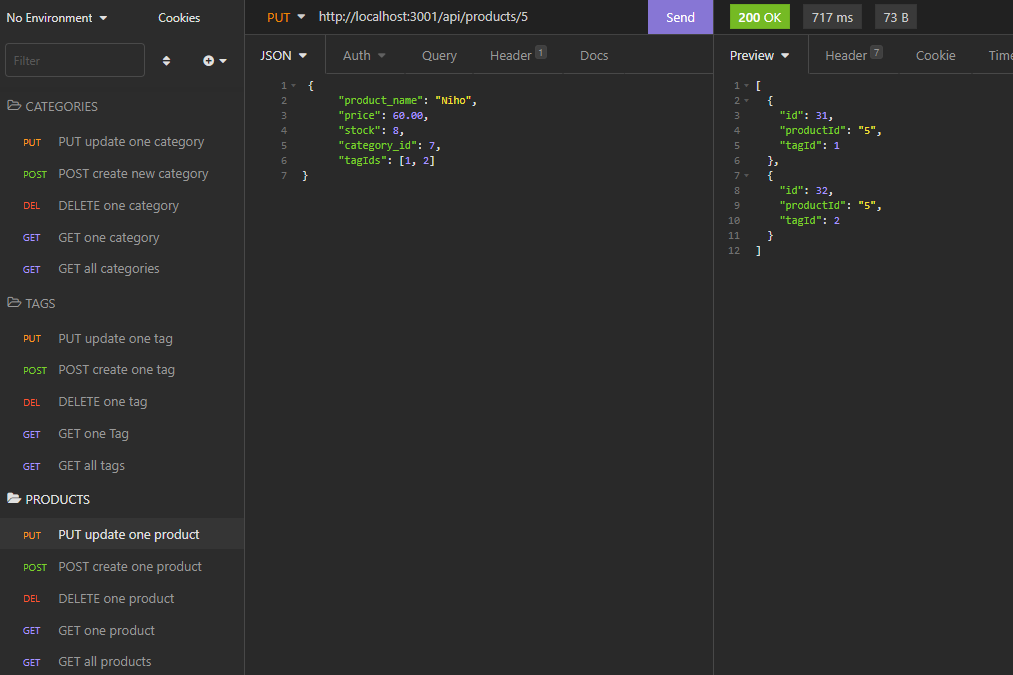 No Environment
Cookies
PUT
http://localhost:3001/api/products/5
Send
200 OK
717 ms
73 B
Filter
JSON
Auth
Query
Header 1
Docs
Preview
Header 7
Cookie
Time
CATEGORIES
PUT PUT update one category
POST POST create new category
DEL DELETE one category
GET GET one category
GET GET all categories
TAGS
PUT PUT update one tag
POST POST create one tag
DEL DELETE one tag
GET GET one Tag
GET GET all tags
PRODUCTS
PUT PUT update one product
POST POST create one product
DEL DELETE one product
GET GET one product
GET GET all products
1 {
2 "product_name": "Niho",
3 "price": 60.00,
4 "stock": 8,
5 "category_id": 7,
6 "tagIds": [1, 2]
7 }
1 [
2 {
3 "id": 31,
4 "productId": "5",
5 "tagId": 1
6 },
7 {
8 "id": 32,
9 "productId": "5",
10 "tagId": 2
11 }
12 ]